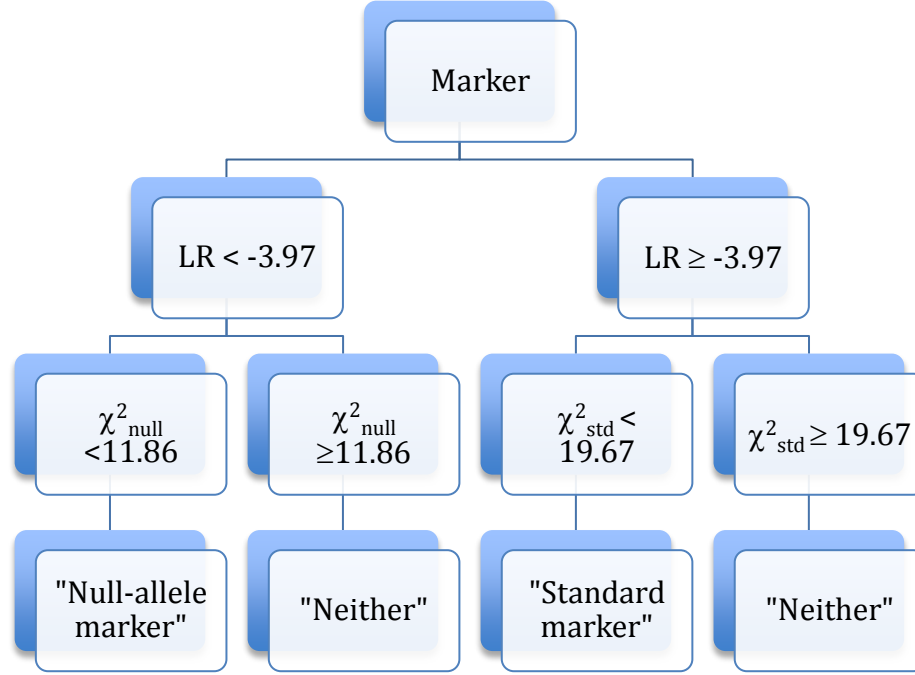 Marker
LR < -3.97
LR ≥ -3.97
χ²null
<11.86
χ²null
≥11.86
χ²std <
19.67
χ²std ≥ 19.67
"Null-allele
marker"
"Neither"
"Standard
marker"
"Neither"